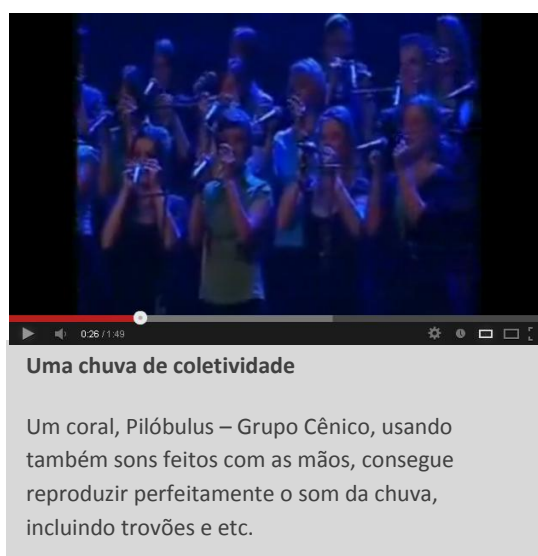 0:26 / 1:49
Uma chuva de coletividade
Um coral, Pilóbulus – Grupo Cênico, usando
também sons feitos com as mãos, consegue
reproduzir perfeitamente o som da chuva,
incluindo trovões e etc.